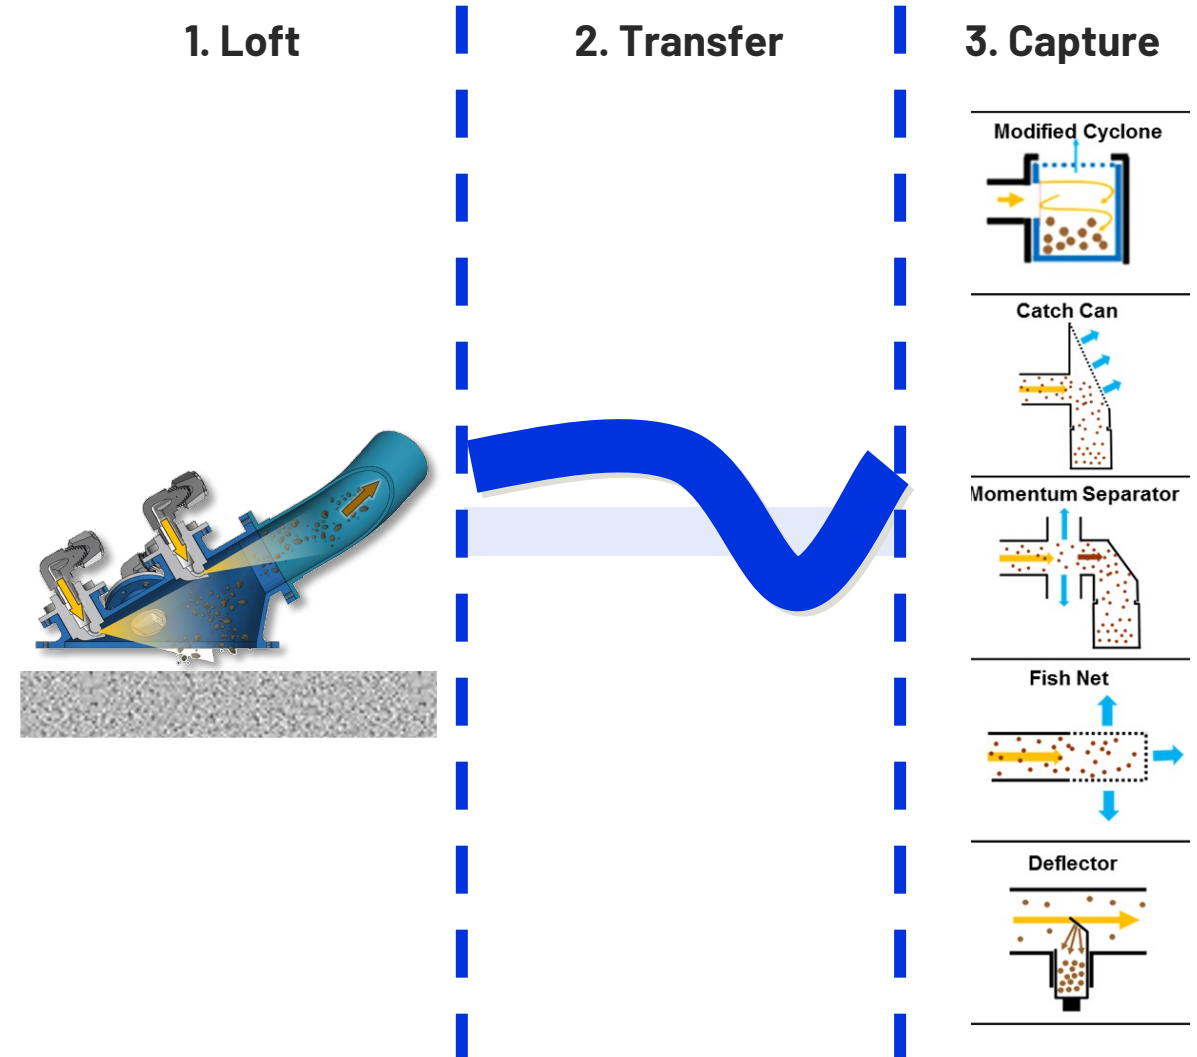 1. Loft
2. Transfer
3. Capture
Modified Cyclone
Catch Can
Momentum Separator
Fish Net
Deflector